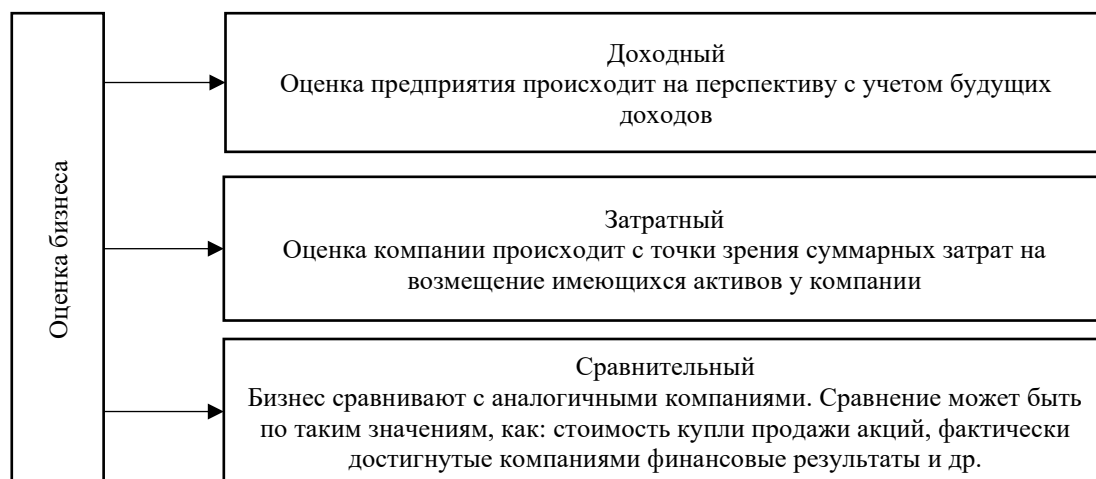 Оценка бизнеса
Доходный
Оценка предприятия происходит на перспективу с учетом будущих
доходов
Затратный
Оценка компании происходит с точки зрения суммарных затрат на
возмещение имеющихся активов у компании
Сравнительный
Бизнес сравнивают с аналогичными компаниями. Сравнение может быть
по таким значениям, как: стоимость купли продажи акций, фактически
достигнутые компаниями финансовые результаты и др.